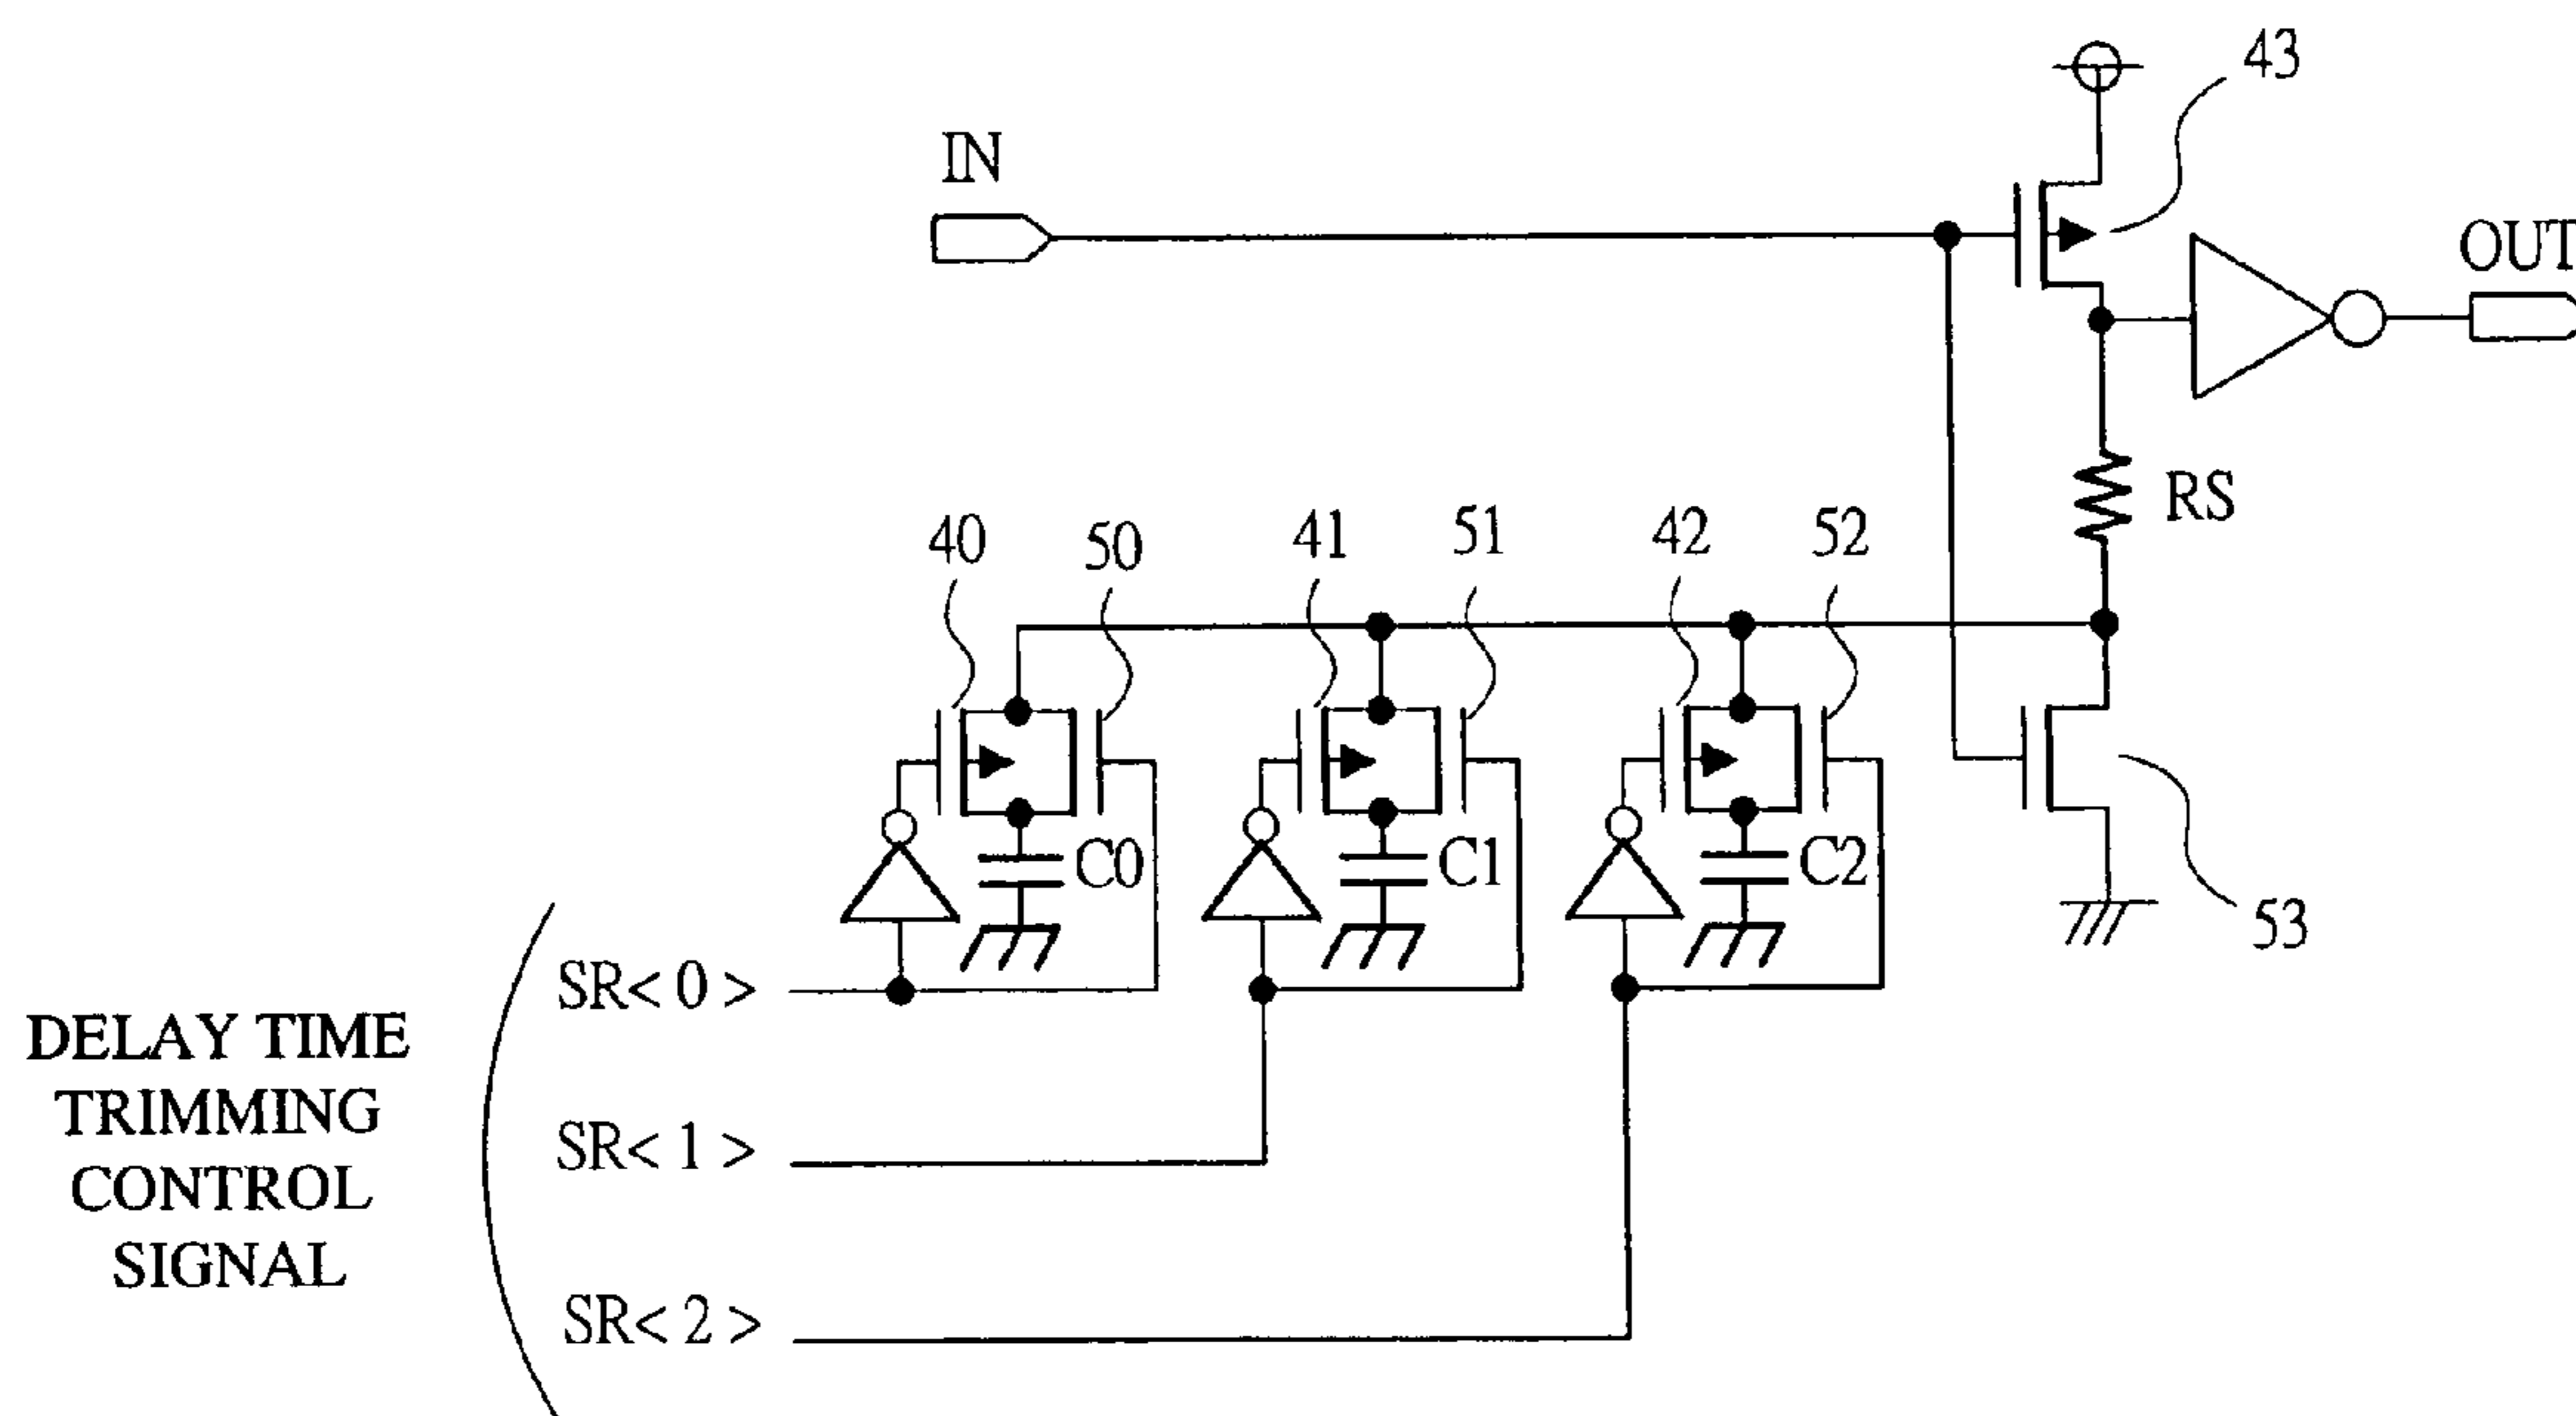 43
IN
OUT
RS
40
50
41
51
42
52
C0
C1
C2
53
SR< 0 >
DELAY TIME
TRIMMING
CONTROL
SIGNAL
SR< 1 >
SR< 2 >